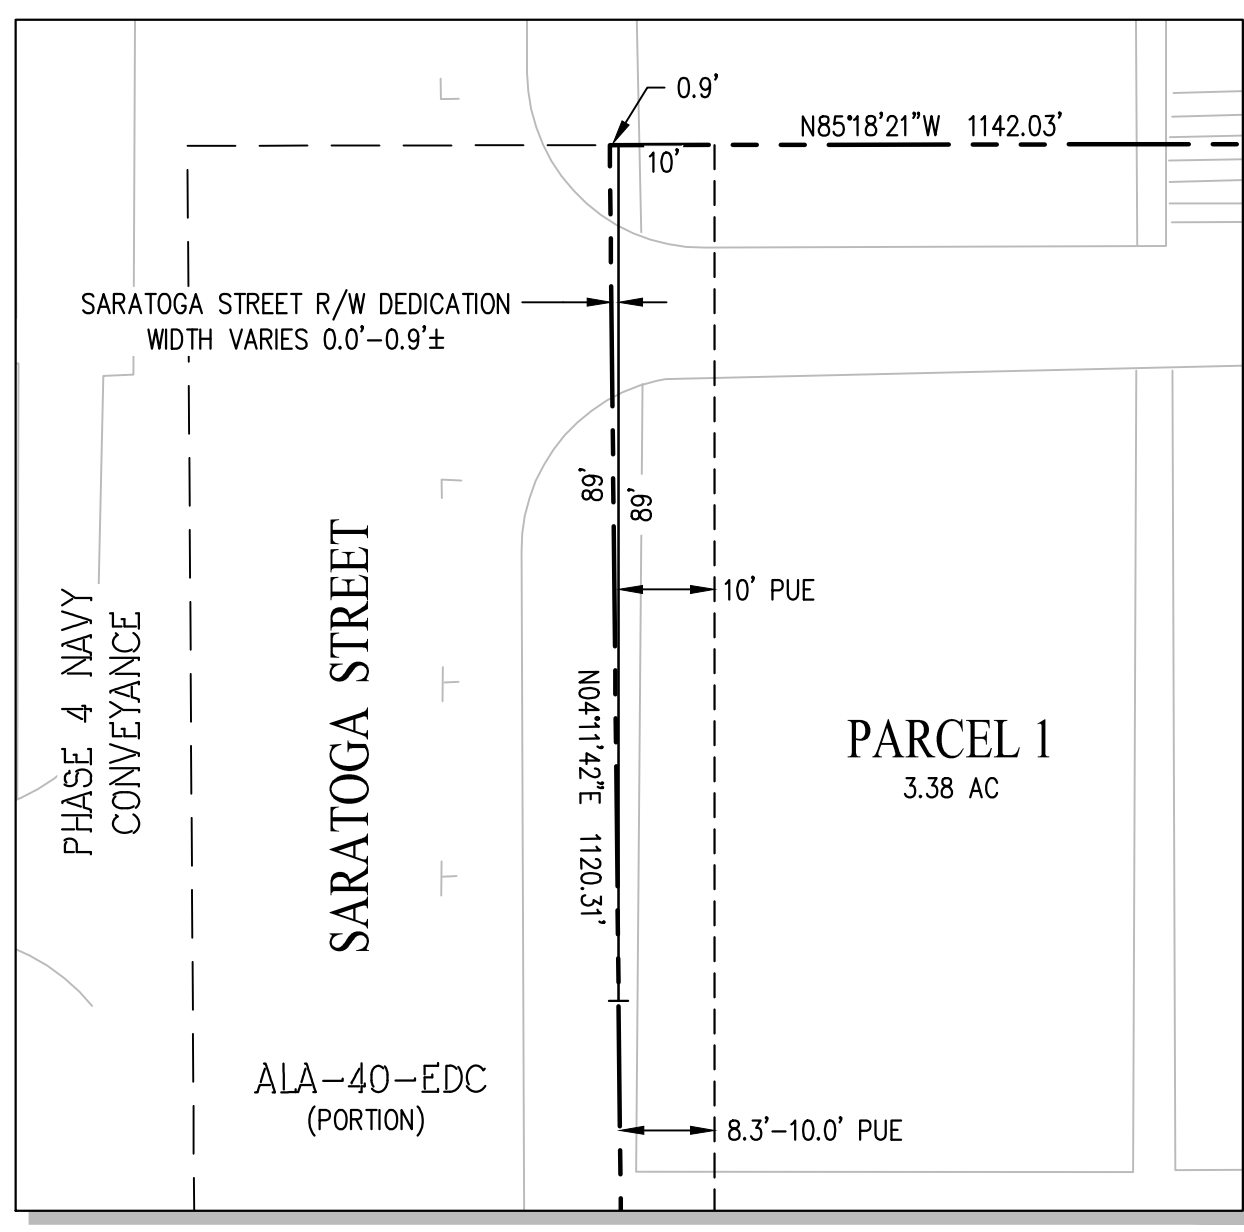 0.9'
N85°18'21"W 1142.03'
10'
SARATOGA STREET R/W DEDICATION
WIDTH VARIES 0.0'-0.9'±
89'
89'
10' PUE
PHASE 4 NAVY
CONVEYANCE
SARATOGA STREET
N04°11'42"E 1120.31'
PARCEL 1
3.38 AC
ALA-40-EDC
(PORTION)
8.3'-10.0' PUE